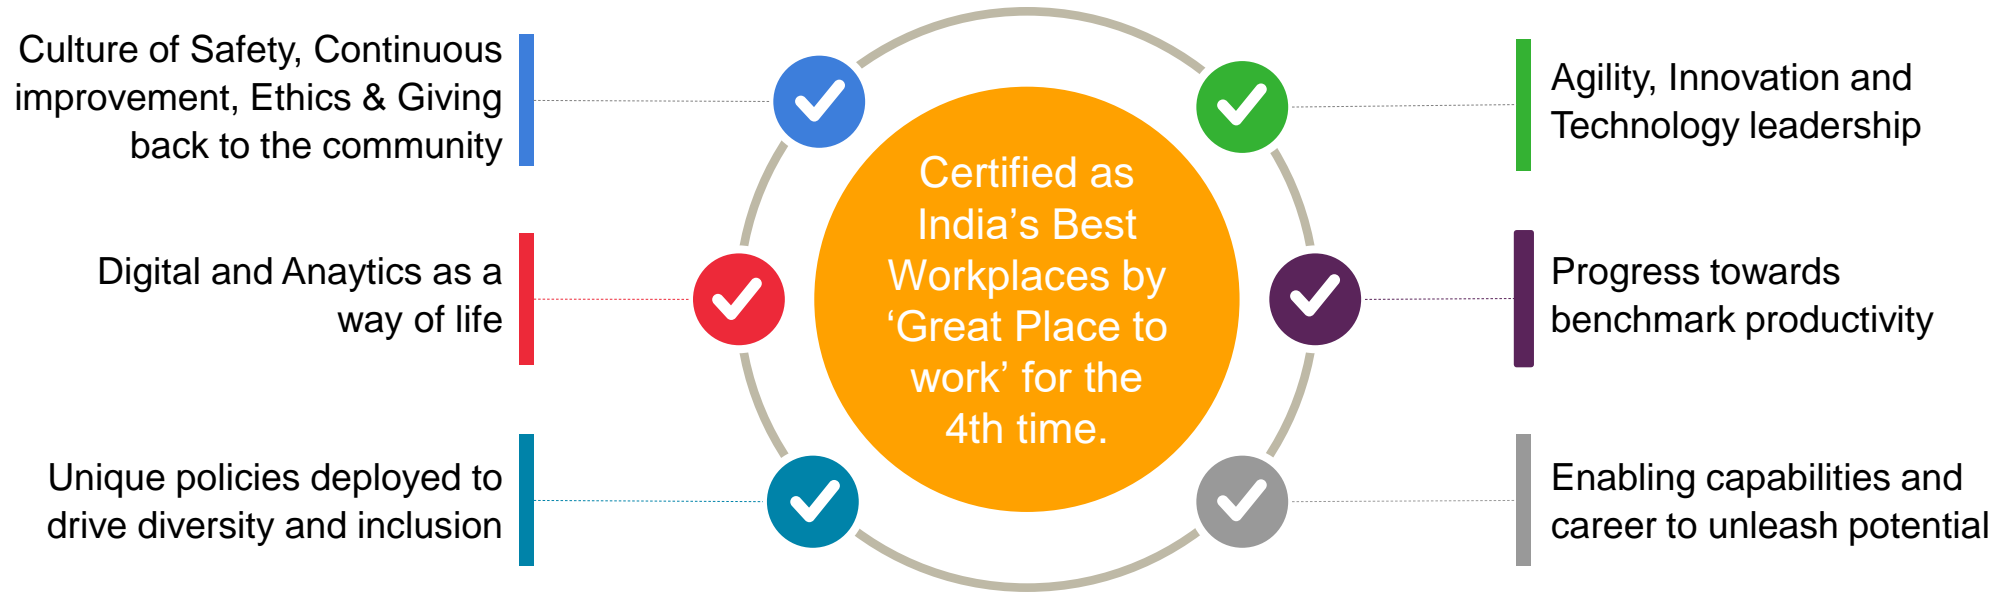 Culture of Safety, Continuous
improvement, Ethics & Giving
back to the community
Digital and Anaytics as a
way of life
Unique policies deployed to
drive diversity and inclusion
Certified as
India’s Best
Workplaces by
‘Great Place to
work’ for the
4th time.
Agility, Innovation and
Technology leadership
Progress towards
benchmark productivity
Enabling capabilities and
career to unleash potential